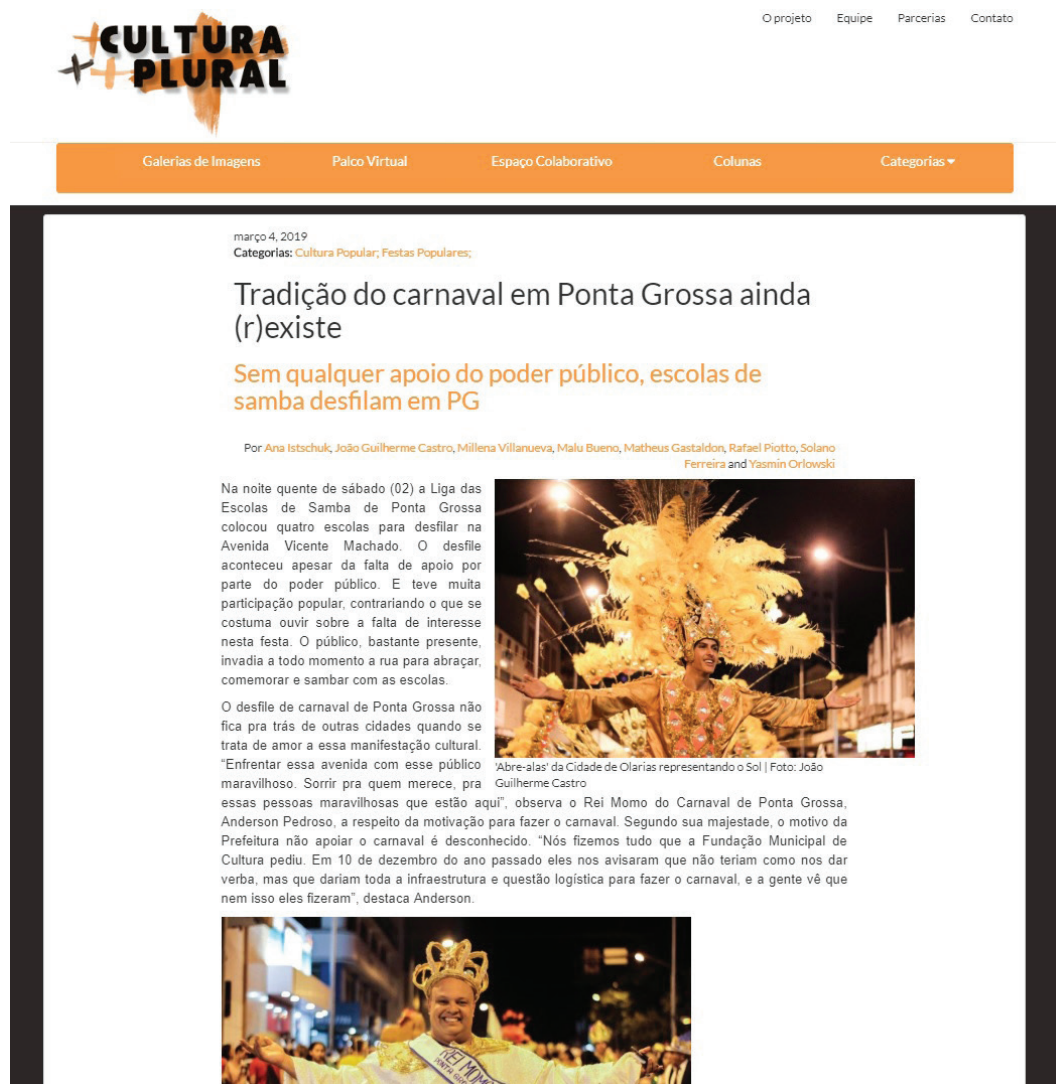 CULTURA
PLURAL
O projeto Equipe Parcerias Contato
Galerias de Imagens Palco Virtual Espaço Colaborativo Colunas Categorias
março 4, 2019
Categorias: Cultura Popular; Festas Populares;
Tradição do carnaval em Ponta Grossa ainda
(r)existe
Sem qualquer apoio do poder público, escolas de
samba desfilam em PG
Por Ana Istschuk, João Guilherme Castro, Millena Villanueva, Malu Bueno, Matheus Gastaldon, Rafael Piotto, Solano
Ferreira and Yasmin Orlowski
Na noite quente de sábado (02) a Liga das
Escolas de Samba de Ponta Grossa
colocou quatro escolas para desfilar na
Avenida Vicente Machado. O desfile
aconteceu apesar da falta de apoio por
parte do poder público. E teve muita
participação popular, contrariando o que se
costuma ouvir sobre a falta de interesse
nesta festa. O público, bastante presente,
invadia a todo momento a rua para abraçar,
comemorar e sambar com as escolas.
O desfile de carnaval de Ponta Grossa não
fica pra trás de outras cidades quando se
trata de amor a essa manifestação cultural.
“Enfrentar essa avenida com esse público
maravilhoso. Sorrir pra quem merece, pra
'Abre-alas' da Cidade de Olarias representando o Sol | Foto: João
Guilherme Castro
essas pessoas maravilhosas que estão aqui”, observa o Rei Momo do Carnaval de Ponta Grossa,
Anderson Pedroso, a respeito da motivação para fazer o carnaval. Segundo sua majestade, o motivo da
Prefeitura não apoiar o carnaval é desconhecido. “Nós fizemos tudo que a Fundação Municipal de
Cultura pediu. Em 10 de dezembro do ano passado eles nos avisaram que não teriam como nos dar
verba, mas que dariam toda a infraestrutura e questão logística para fazer o carnaval, e a gente vê que
nem isso eles fizeram”, destaca Anderson.
REI MOMO